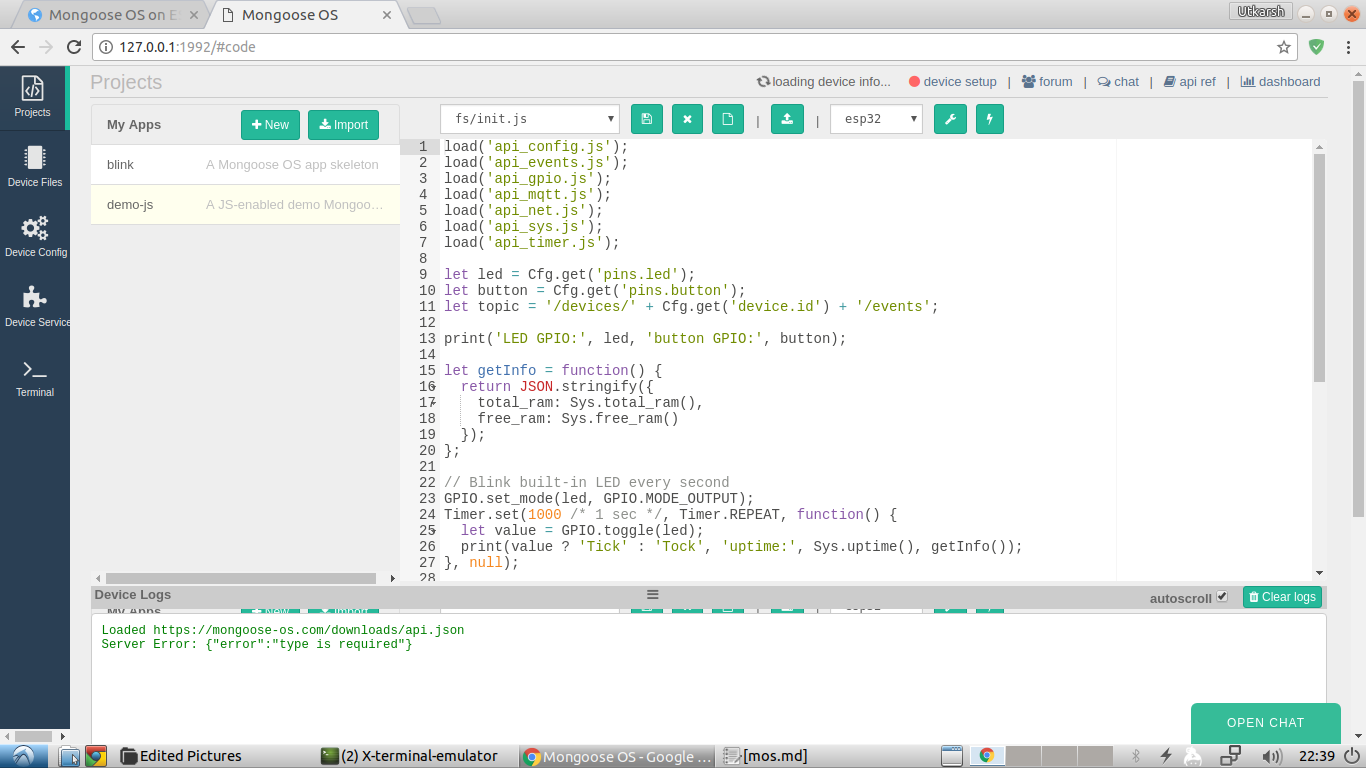 Mongoose OS on E
Mongoose OS
Utkarsh
127.0.0.1:1992/#code
Projects
loading device info...
device setup | forum | chat | api ref | dashboard
Projects
Device Files
Device Config
Device Service
Terminal
My Apps
New
Import
blink A Mongoose OS app skeleton
demo-js A JS-enabled demo Mongoo…
fs/init.js | | esp32
1 load('api_config.js');
2 load('api_events.js');
3 load('api_gpio.js');
4 load('api_mqtt.js');
5 load('api_net.js');
6 load('api_sys.js');
7 load('api_timer.js');
8
9 let led = Cfg.get('pins.led');
10 let button = Cfg.get('pins.button');
11 let topic = '/devices/' + Cfg.get('device.id') + '/events';
12
13 print('LED GPIO:', led, 'button GPIO:', button);
14
15 let getInfo = function() {
16 return JSON.stringify({
17 total_ram: Sys.total_ram(),
18 free_ram: Sys.free_ram()
19 });
20 };
21
22 // Blink built-in LED every second
23 GPIO.set_mode(led, GPIO.MODE_OUTPUT);
24 Timer.set(1000 /* 1 sec */, Timer.REPEAT, function() {
25 let value = GPIO.toggle(led);
26 print(value ? 'Tick' : 'Tock', 'uptime:', Sys.uptime(), getInfo());
27 }, null);
28
Device Logs
autoscroll
Clear logs
My Apps New Import
Loaded https://mongoose-os.com/downloads/api.json
Server Error: {"error":"type is required"}
OPEN CHAT
Edited Pictures
(2) X-terminal-emulator
Mongoose OS - Google ...
[mos.md]
22:39